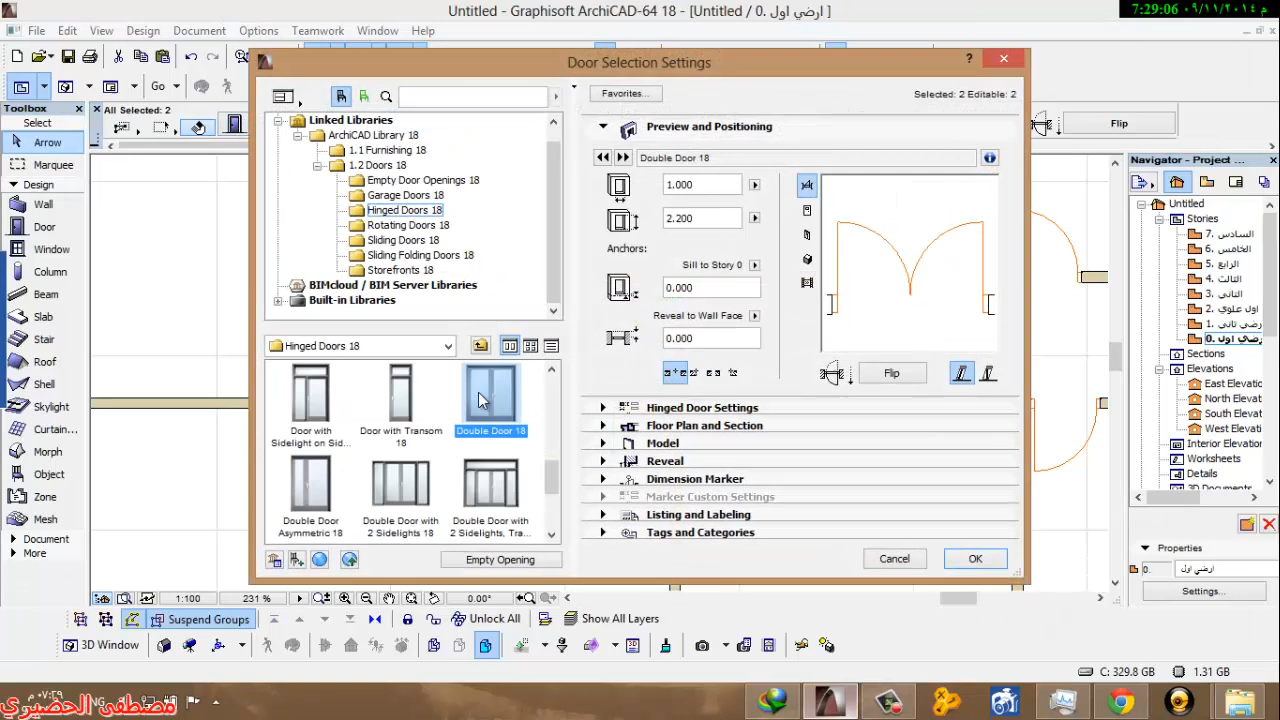 Untitled - Graphisoft ArchiCAD-64 18 - [Untitled / 0. ارضي اول ]
7:29:06 م ٠٩/١١/٢٠١٤
File Edit View Design Document Options Teamwork Window Help
Go
Toolbox
Select
Arrow
Marquee
Design
Wall
Door
Window
Column
Beam
Slab
Stair
Roof
Shell
Skylight
Curtain...
Morph
Object
Zone
Mesh
Document
More
All Selected: 2
Flip
Door Selection Settings
Linked Libraries
ArchiCAD Library 18
1.1 Furnishing 18
1.2 Doors 18
Empty Door Openings 18
Garage Doors 18
Hinged Doors 18
Rotating Doors 18
Sliding Doors 18
Sliding Folding Doors 18
Storefronts 18
BIMcloud / BIM Server Libraries
Built-in Libraries
Hinged Doors 18
Door with Sidelight on Sid...
Door with Transom 18
Double Door 18
Double Door Asymmetric 18
Double Door with 2 Sidelights 18
Double Door with 2 Sidelights, Tra...
Empty Opening
Favorites...
Selected: 2 Editable: 2
Preview and Positioning
Double Door 18
1.000
2.200
Anchors:
Sill to Story 0
0.000
Reveal to Wall Face
0.000
Flip
Hinged Door Settings
Floor Plan and Section
Model
Reveal
Dimension Marker
Marker Custom Settings
Listing and Labeling
Tags and Categories
Cancel
OK
Navigator - Project ...
Untitled
Stories
7. السادس
6. الخامس
5. الرابع
4. الثالث
3. الثاني
2. اول علوي
1. ارضي ثاني
0. ارضي اول
Sections
Elevations
East Elevati
North Elevat
South Elevat
West Elevati
Interior Elevatio
Worksheets
Details
3D Documents
Properties
0. ارضي اول
Settings...
1:100
231 %
0.00°
Suspend Groups
Unlock All
Show All Layers
3D Window
C: 329.8 GB
1.31 GB
مصطفى الحصيري